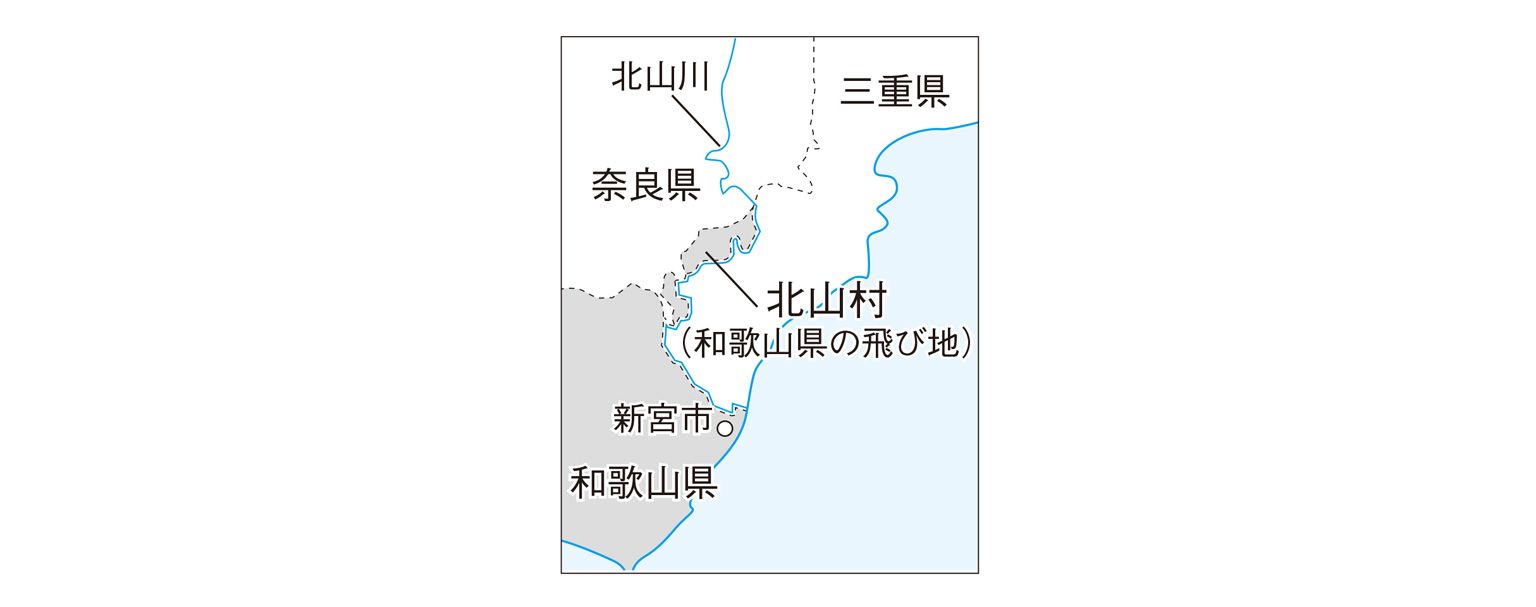 北山川
三重県
奈良県
北山村
（和歌山県の飛び地）
新宮市
和歌山県